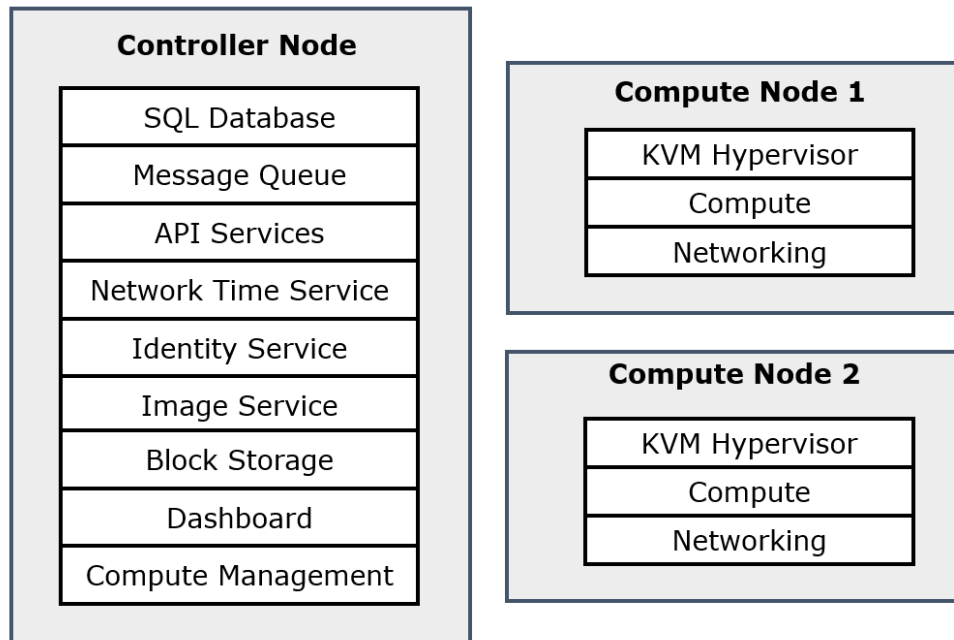 Controller Node
SQL Database
Message Queue
API Services
Network Time Service
Identity Service
Image Service
Block Storage
Dashboard
Compute Management
Compute Node 1
KVM Hypervisor
Compute
Networking
Compute Node 2
KVM Hypervisor
Compute
Networking